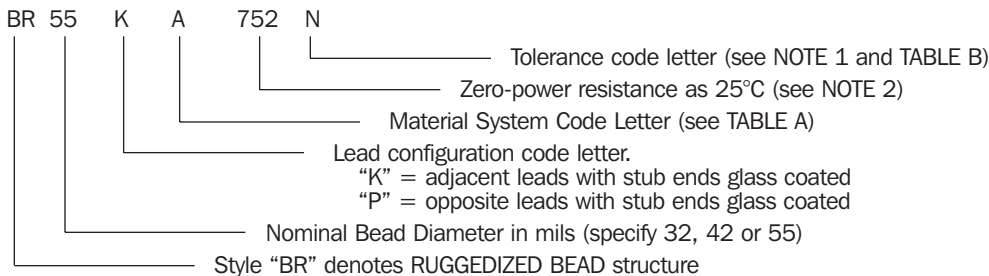 BR 55 K A 752 N
Tolerance code letter (see NOTE 1 and TABLE B)
Zero-power resistance as 25°C (see NOTE 2)
Material System Code Letter (see TABLE A)
Lead configuration code letter.
“K” = adjacent leads with stub ends glass coated
“P” = opposite leads with stub ends glass coated
Nominal Bead Diameter in mils (specify 32, 42 or 55)
Style “BR” denotes RUGGEDIZED BEAD structure